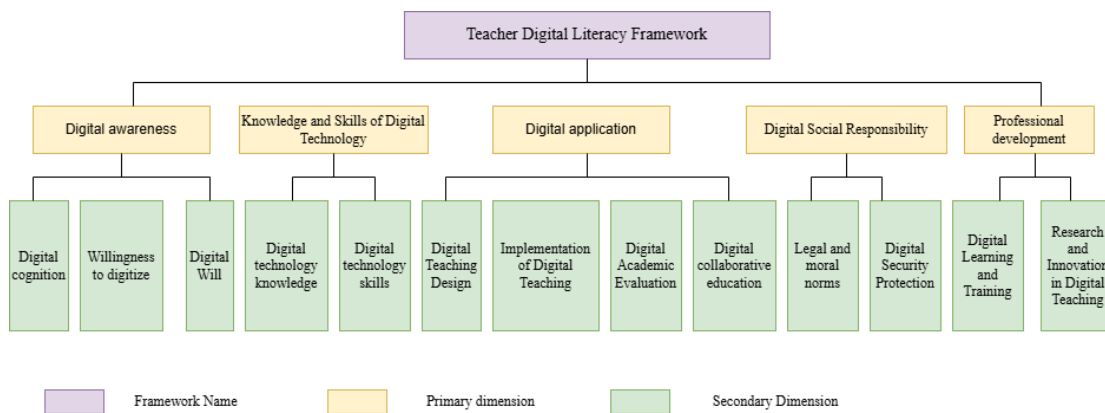 Teacher Digital Literacy Framework
Digital awareness
Knowledge and Skills of Digital
Technology
Digital application
Digital Social Responsibility
Professional
development
Digital
cognition
Willingness
to digitize
Digital
Will
Digital
technology
knowledge
Digital
technology
skills
Digital
Teaching
Design
Implementation
of Digital
Teaching
Digital
Academic
Evaluation
Digital
collaborative
education
Legal and
moral
norms
Digital
Security
Protection
Digital
Learning
and
Training
Research
and
Innovation
in Digital
Teaching
Framework Name
Primary dimension
Secondary Dimension